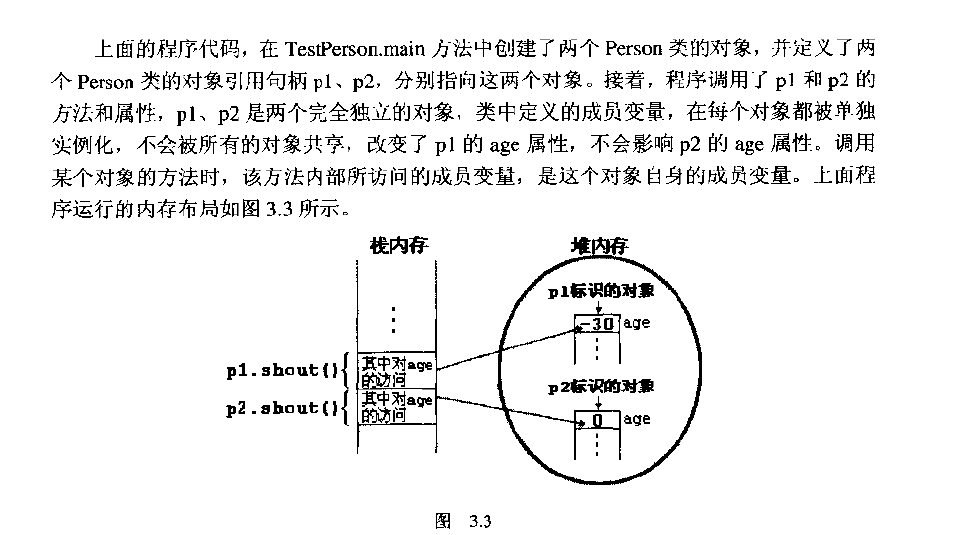 上面的程序代码，在 TestPerson.main 方法中创建了两个 Person 类的对象，并定义了两
个 Person 类的对象引用句柄 p1、p2，分别指向这两个对象。接着，程序调用了 p1 和 p2 的
方法和属性，p1、p2 是两个完全独立的对象，类中定义的成员变量，在每个对象都被单独
实例化，不会被所有的对象共享，改变了 p1 的 age 属性，不会影响 p2 的 age 属性。调用
某个对象的方法时，该方法内部所访问的成员变量，是这个对象自身的成员变量。上面程
序运行的内存布局如图 3.3 所示。
栈内存
堆内存
p1标识的对象
-30 age
p1.shout() 其中对age
的访问
p2标识的对象
p2.shout() 其中对age
的访问
0 age
图 3.3